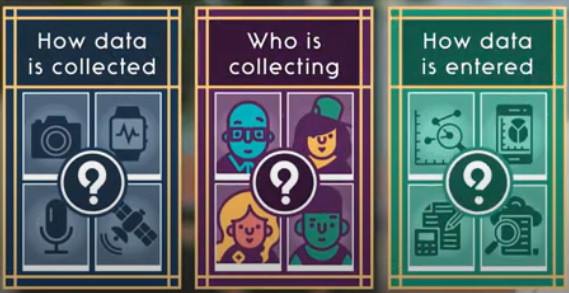 How data
is collected
?
Who is
collecting
?
How data
is entered
?